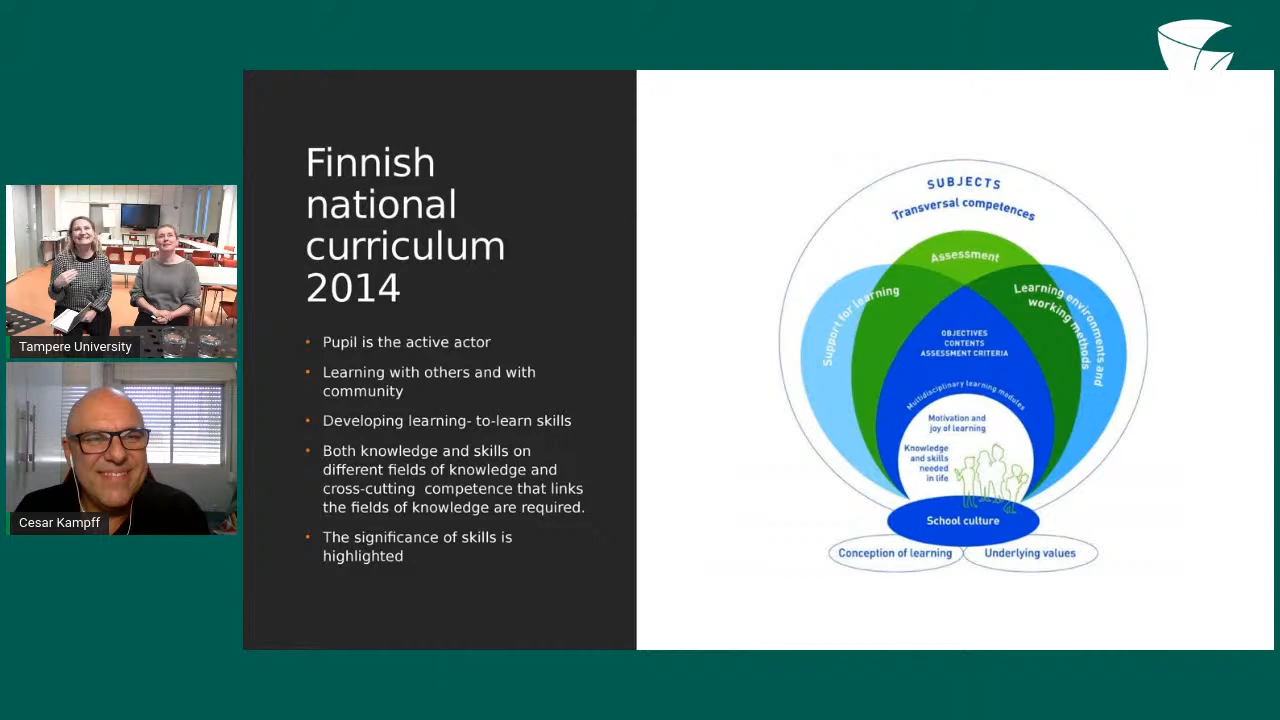 Finnish
national
curriculum
2014
• Pupil is the active actor
• Learning with others and with
community
• Developing learning- to-learn skills
• Both knowledge and skills on
different fields of knowledge and
cross-cutting competence that links
the fields of knowledge are required.
• The significance of skills is
highlighted
SUBJECTS
Transversal competences
Assessment
Support for learning
Learning environments and
working methods
OBJECTIVES
CONTENTS
ASSESSMENT CRITERIA
Multidisciplinary learning modules
Motivation and
joy of learning
Knowledge
and skills
needed
in life
School culture
Conception of learning
Underlying values
Tampere University
Cesar Kampff